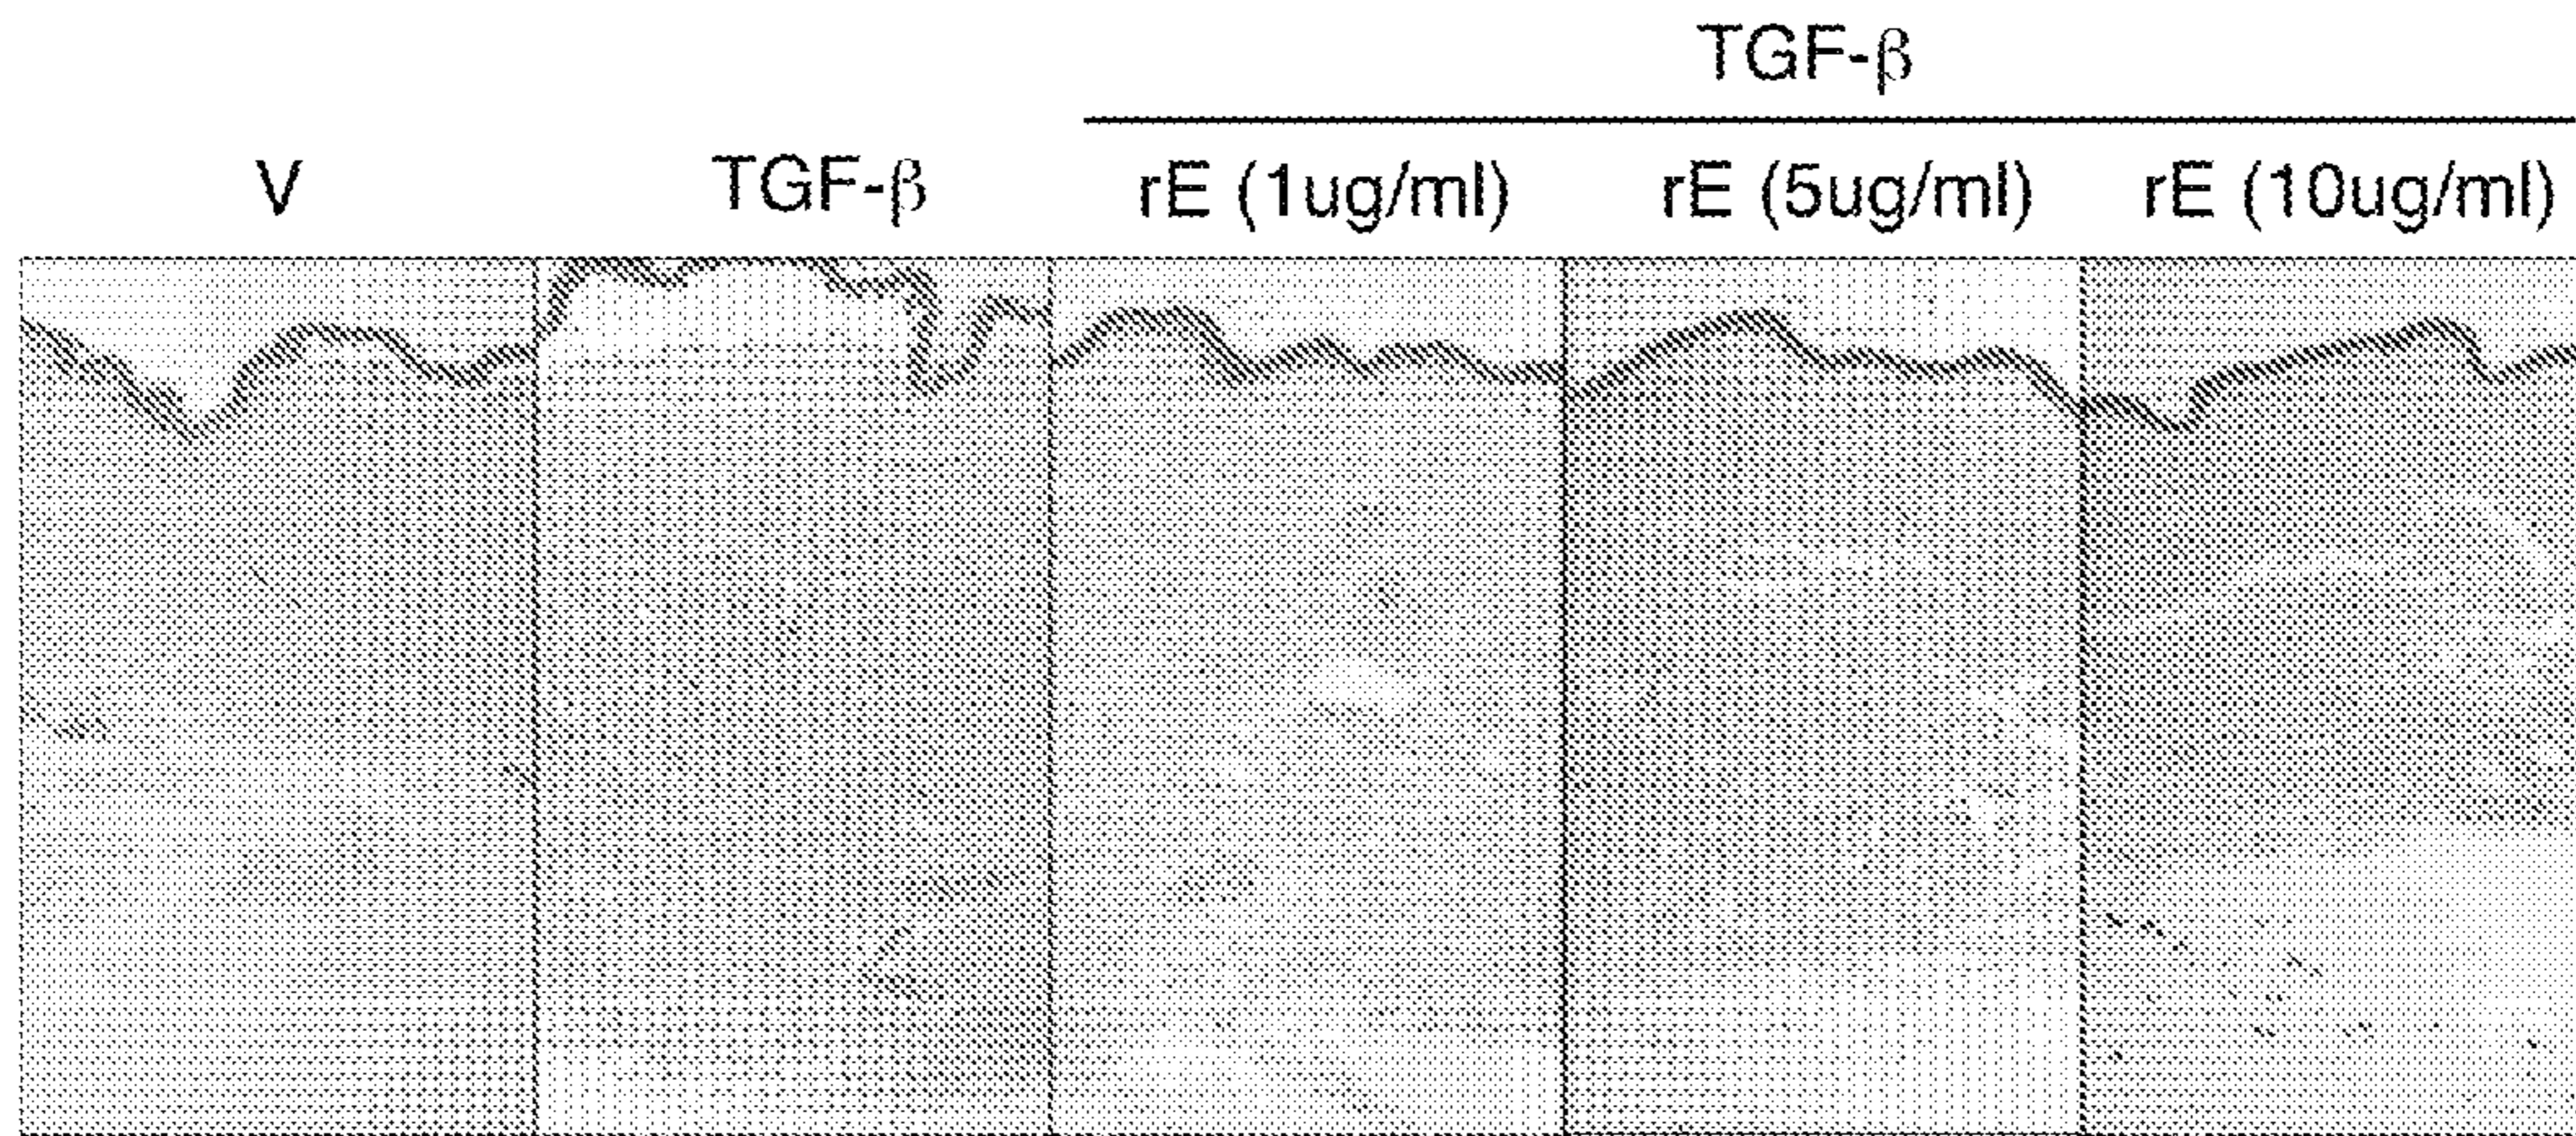 TGF-β
V TGF-β rE (1ug/ml) rE (5ug/ml) rE (10ug/ml)